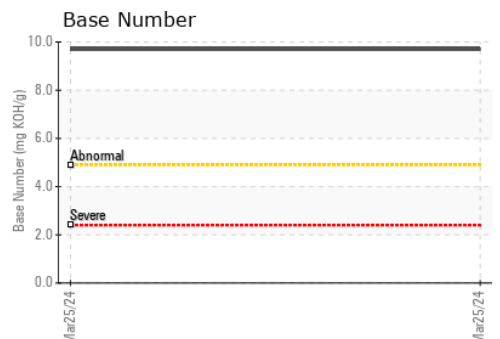 Base Number
10.0
8.0
6.0
4.0
2.0
0.0
Base Number (mg KOH/g)
Abnormal
Severe
Mar25/24
Mar25/24